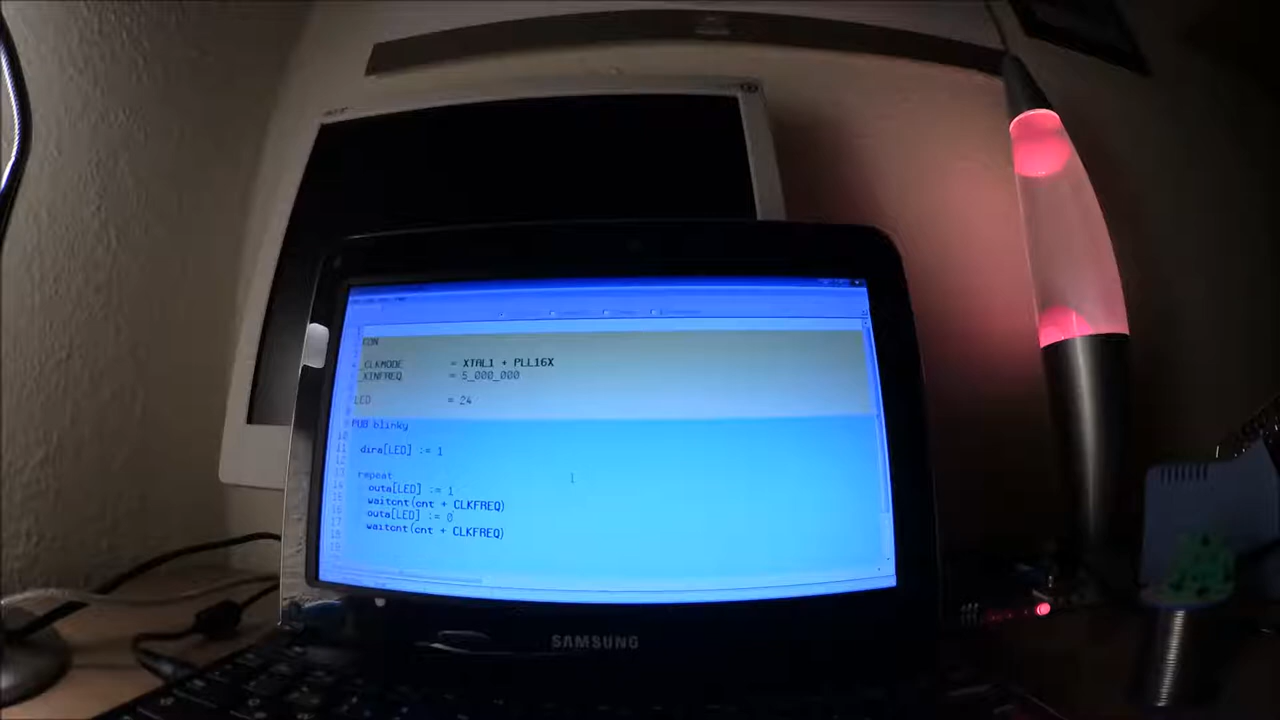 acer
CON
_CLKMODE = XTAL1 + PLL16X
_XINFREQ = 5_000_000
LED = 24
PUB blinky
dira[LED] := 1
repeat
outa[LED] := 1
waitcnt(cnt + CLKFREQ)
outa[LED] := 0
waitcnt(cnt + CLKFREQ)
SAMSUNG